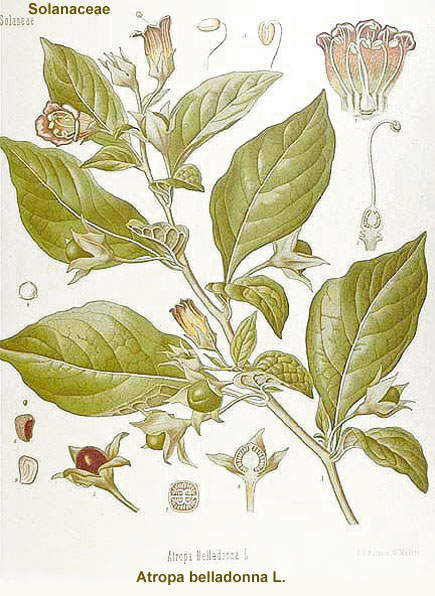 Solanaceae
Solanaceae
Atropa Belladonna L
Atropa belladonna L.